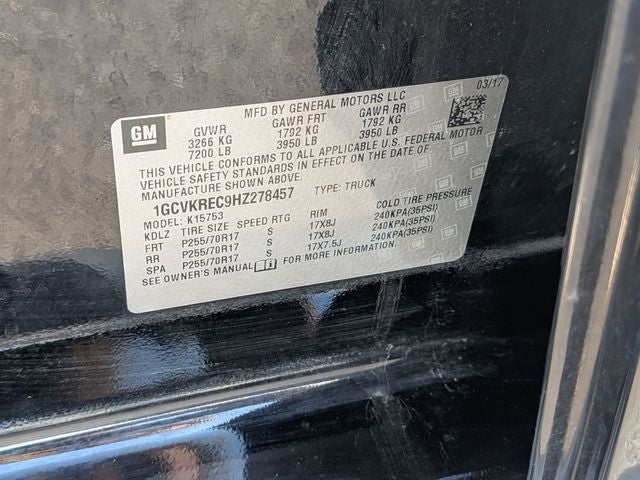 03/17
MFD BY GENERAL MOTORS LLC
GM
GVWR GAWR FRT GAWR RR
3266 KG 1792 KG 1792 KG
7200 LB 3950 LB 3950 LB
THIS VEHICLE CONFORMS TO ALL APPLICABLE U.S. FEDERAL MOTOR
VEHICLE SAFETY STANDARDS IN EFFECT ON THE DATE OF
MANUFACTURE SHOWN ABOVE.
1GCVKREC9HZ278457 TYPE: TRUCK
MODEL: K15753
KDLZ TIRE SIZE SPEED RTG RIM COLD TIRE PRESSURE
FRT P255/70R17 S 17X8J 240KPA(35PSI)
RR P255/70R17 S 17X8J 240KPA(35PSI)
SPA P255/70R17 S 17X7.5J 240KPA(35PSI)
SEE OWNER'S MANUAL FOR MORE INFORMATION.